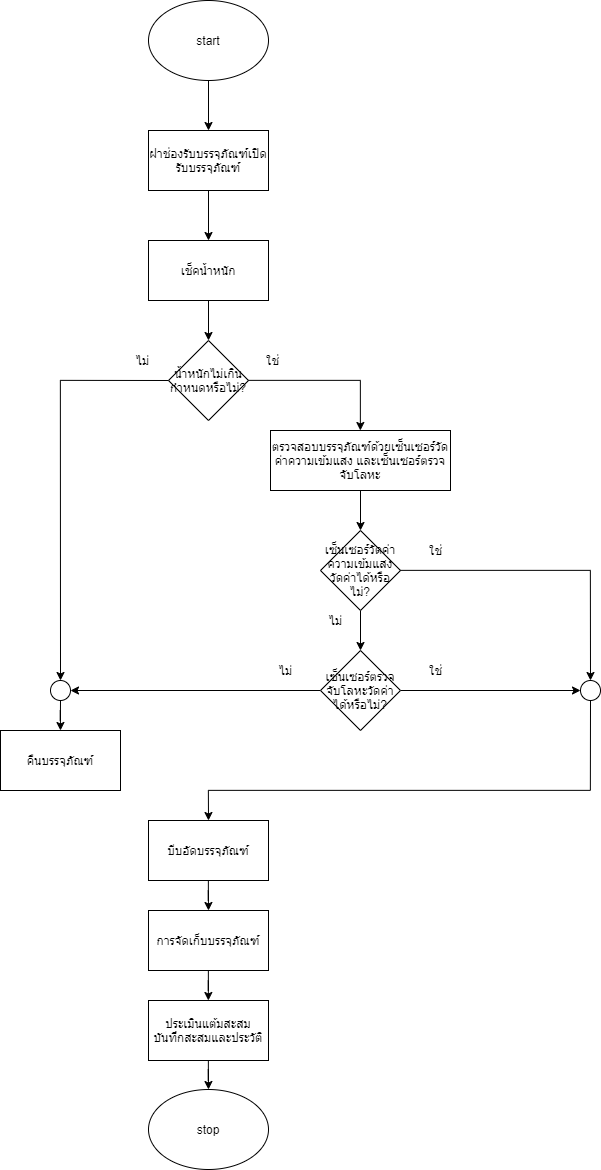 start
ฝาช่องรับบรรจุภัณฑ์เปิด
รับบรรจุภัณฑ์
เช็คน้ำหนัก
ไม่
ใช่
น้ำหนักไม่เกิน
กำหนดหรือไม่?
ตรวจสอบบรรจุภัณฑ์ด้วยเซ็นเซอร์วัด
ค่าความเข้มแสง และเซ็นเซอร์ตรวจ
จับโลหะ
เซ็นเซอร์วัดค่า
ความเข้มแสง
วัดค่าได้หรือ
ไม่?
ใช่
ไม่
ไม่
เซ็นเซอร์ตรวจ
จับโลหะวัดค่า
ได้หรือไม่?
ใช่
คืนบรรจุภัณฑ์
บีบอัดบรรจุภัณฑ์
การจัดเก็บบรรจุภัณฑ์
ประเมินแต้มสะสม
บันทึกสะสมและประวัติ
stop